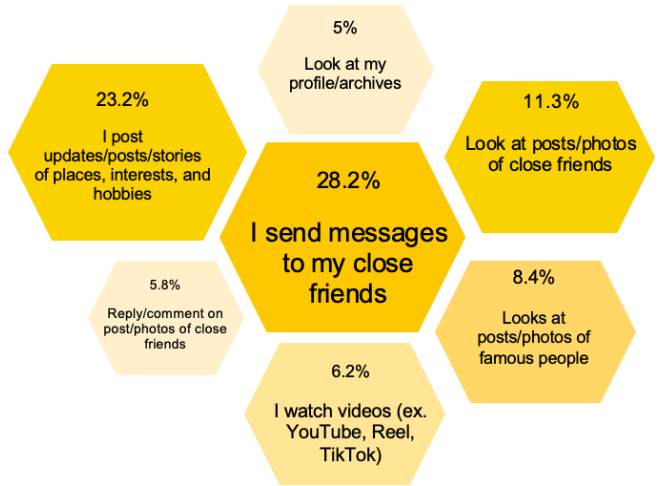 5%
Look at my
profile/archives
23.2%
I post
updates/posts/stories
of places, interests, and
hobbies
11.3%
Look at posts/photos
of close friends
28.2%
I send messages
to my close
friends
5.8%
Reply/comment on
post/photos of close
friends
8.4%
Looks at
posts/photos of
famous people
6.2%
I watch videos (ex.
YouTube, Reel,
TikTok)